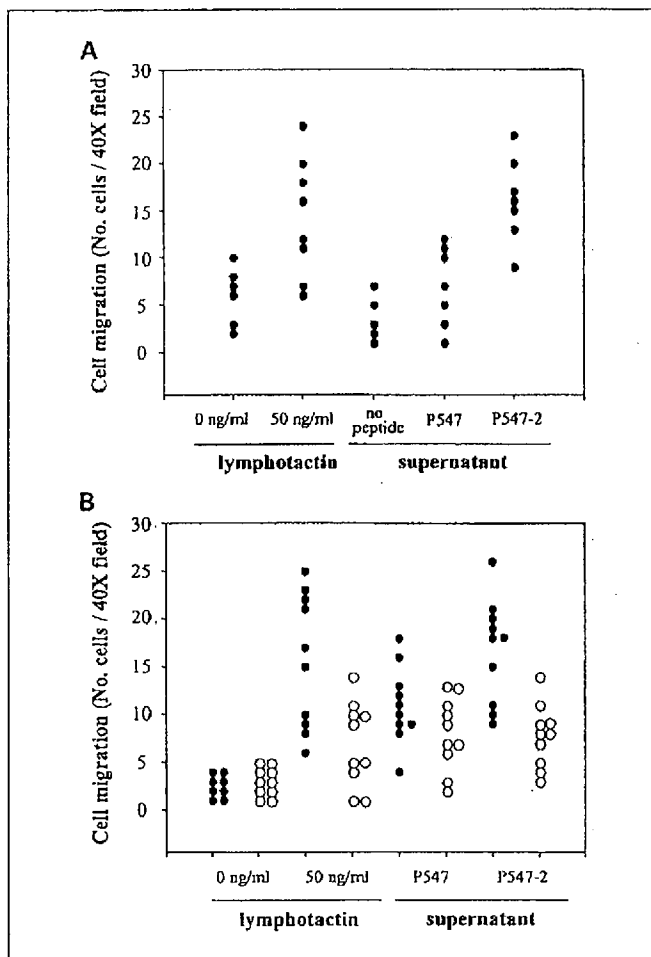 A
Cell migration (No. cells / 40X field)
30
25
20
15
10
5
0
0 ng/ml 50 ng/ml no peptide P547 P547-2
lymphotactin supernatant
B
Cell migration (No. cells / 40X field)
30
25
20
15
10
5
0
0 ng/ml 50 ng/ml P547 P547-2
lymphotactin supernatant